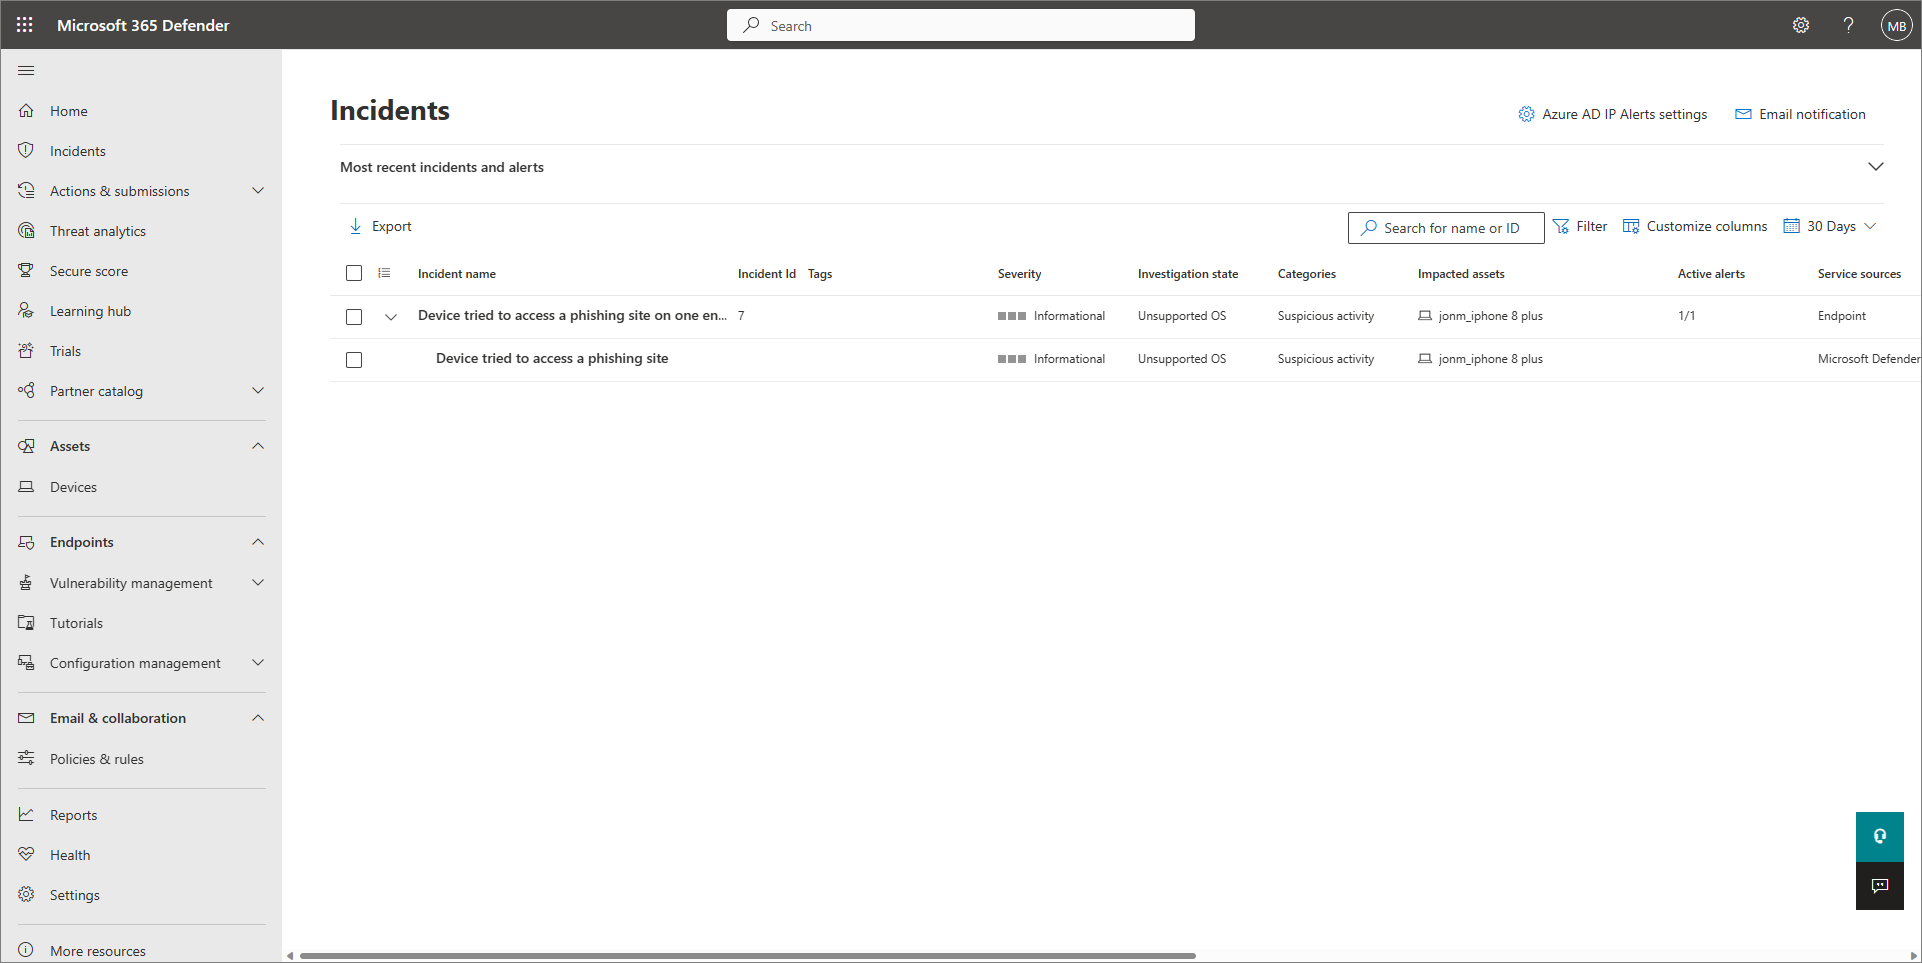 Microsoft 365 Defender
Search
MB
Home
Incidents
Actions & submissions
Threat analytics
Secure score
Learning hub
Trials
Partner catalog
Assets
Devices
Endpoints
Vulnerability management
Tutorials
Configuration management
Email & collaboration
Policies & rules
Reports
Health
Settings
More resources
Incidents
Azure AD IP Alerts settings
Email notification
Most recent incidents and alerts
Export
Search for name or ID
Filter
Customize columns
30 Days
Incident name Incident Id Tags Severity Investigation state Categories Impacted assets Active alerts Service sources
Device tried to access a phishing site on one en... 7 Informational Unsupported OS Suspicious activity jonm_iphone 8 plus 1/1 Endpoint
Device tried to access a phishing site Informational Unsupported OS Suspicious activity jonm_iphone 8 plus Microsoft Defender